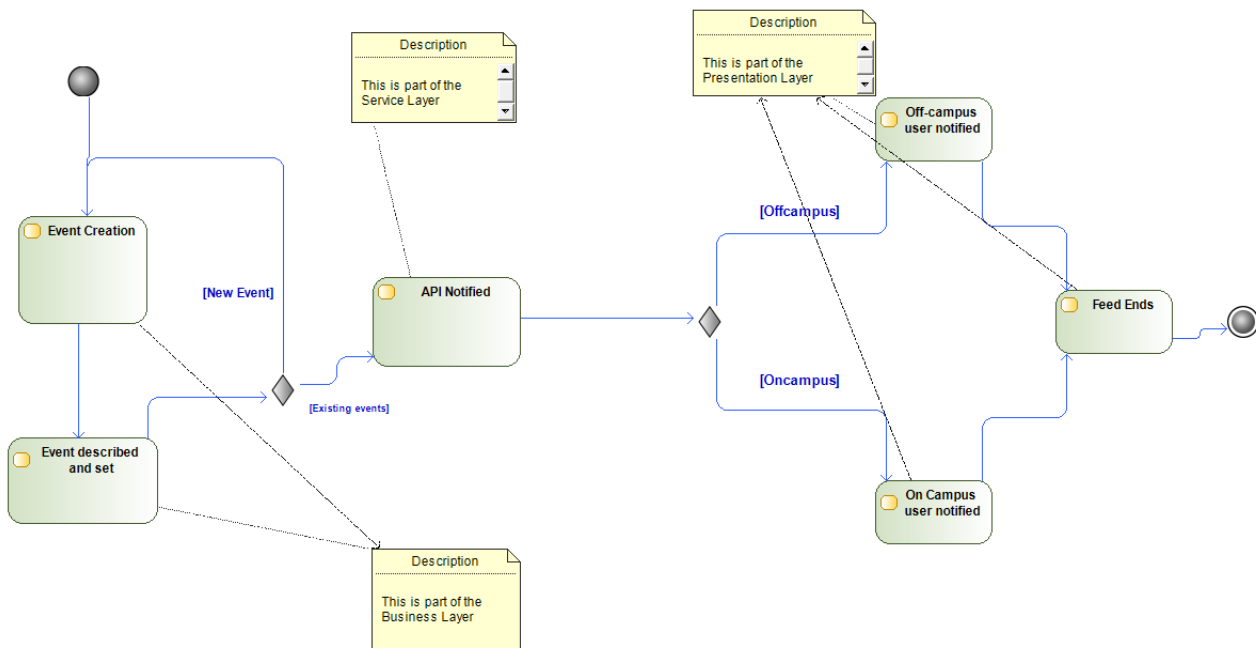 Description
This is part of the
Service Layer
Description
This is part of the
Presentation Layer
Off-campus
user notified
[Offcampus]
Event Creation
[New Event]
API Notified
Feed Ends
[Oncampus]
[Existing events]
Event described
and set
On Campus
user notified
Description
This is part of the
Business Layer